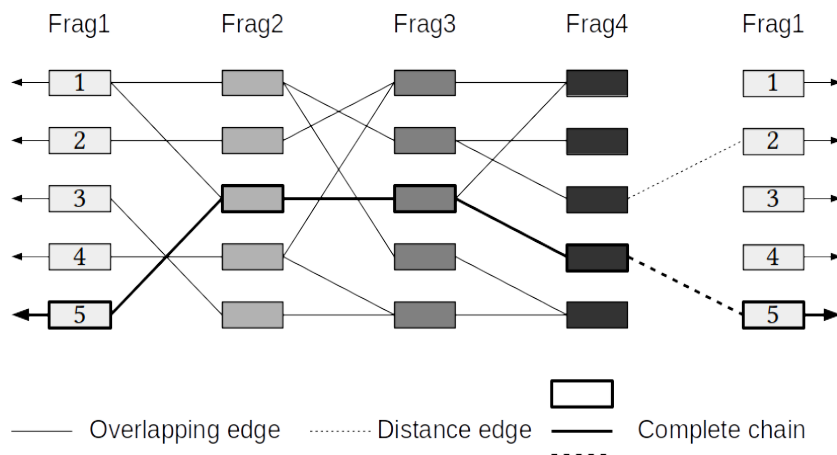 Frag1 Frag2 Frag3 Frag4 Frag1
1 1
2 2
3 3
4 4
5 5
Overlapping edge Distance edge Complete chain